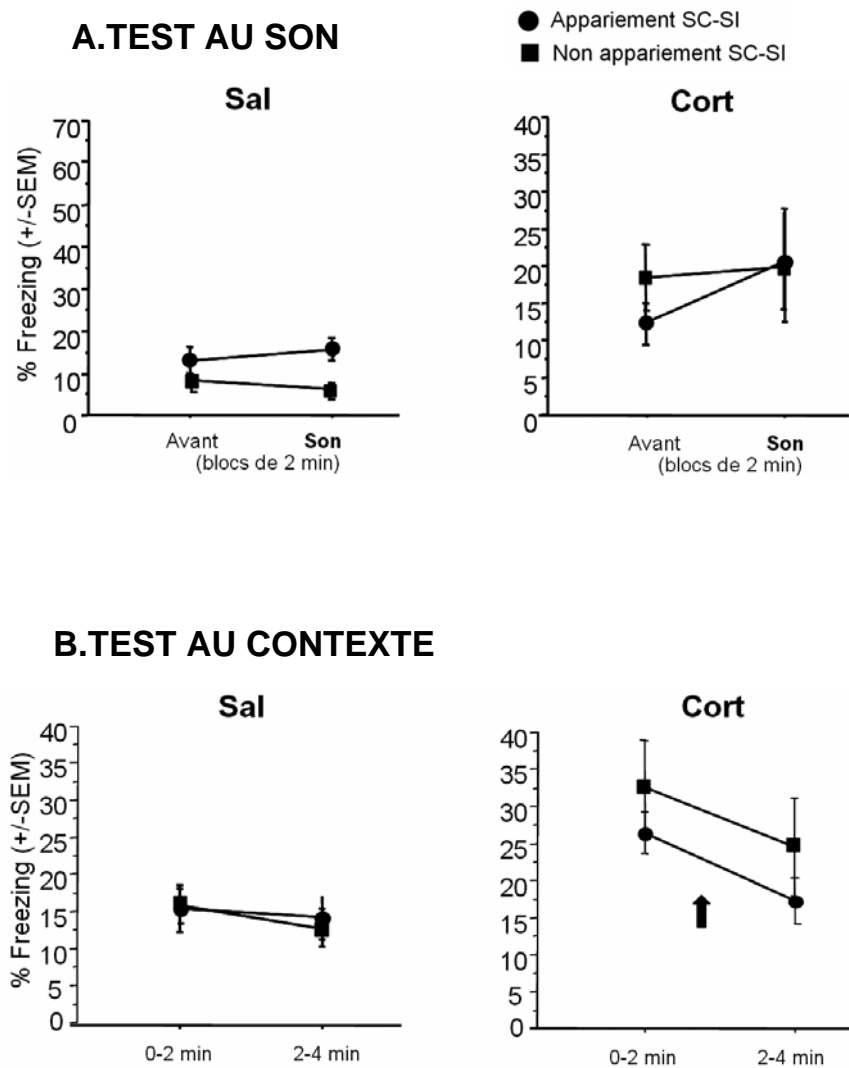 A.TEST AU SON
Appariement SC-SI
Non appariement SC-SI
Sal
Cort
% Freezing (+/-SEM)
70
60
50
40
30
20
10
0
Avant
Son
(blocs de 2 min)
40
35
30
25
20
15
10
5
0
Avant
Son
(blocs de 2 min)
B.TEST AU CONTEXTE
Sal
Cort
% Freezing (+/-SEM)
40
35
30
25
20
15
10
5
0
0-2 min
2-4 min
40
35
30
25
20
15
10
5
0
0-2 min
2-4 min